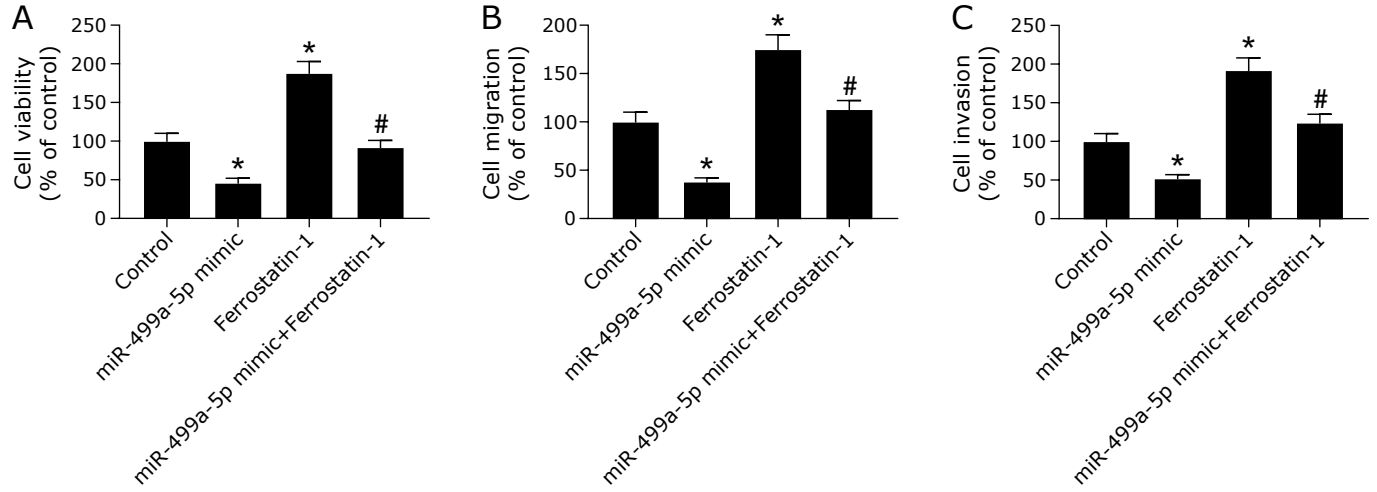 A
Cell viability
(% of control)
250
200
150
100
50
0
*
*
#
Control
miR-499a-5p mimic
Ferrostatin-1
miR-499a-5p mimic+Ferrostatin-1
B
Cell migration
(% of control)
200
150
100
50
0
*
*
#
Control
miR-499a-5p mimic
Ferrostatin-1
miR-499a-5p mimic+Ferrostatin-1
C
Cell invasion
(% of control)
250
200
150
100
50
0
*
*
#
Control
miR-499a-5p mimic
Ferrostatin-1
miR-499a-5p mimic+Ferrostatin-1